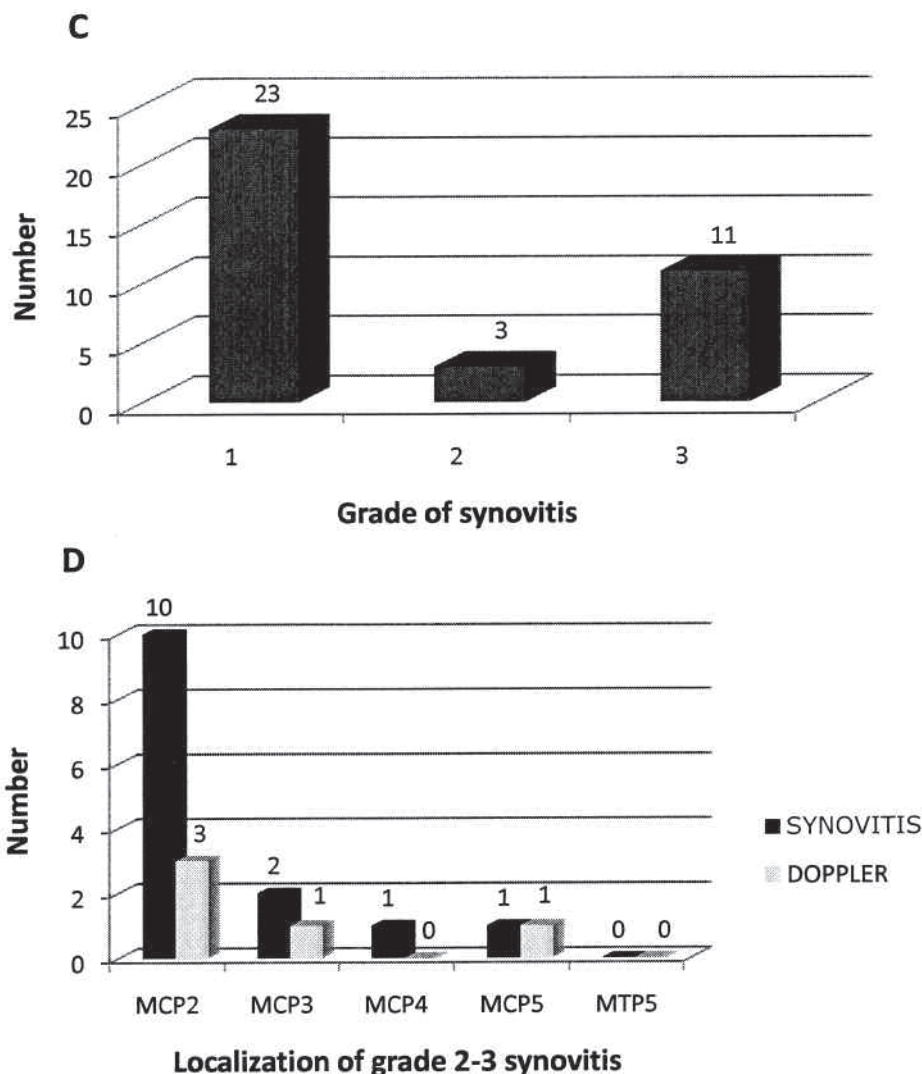 C
25
20
15
10
5
0
Number
23
3
11
1 2 3
Grade of synovitis
D
10
8
6
4
2
0
Number
10
3
2
1
1
0
1
1
0
0
MCP2 MCP3 MCP4 MCP5 MTP5
SYNOVITIS
DOPPLER
Localization of grade 2-3 synovitis